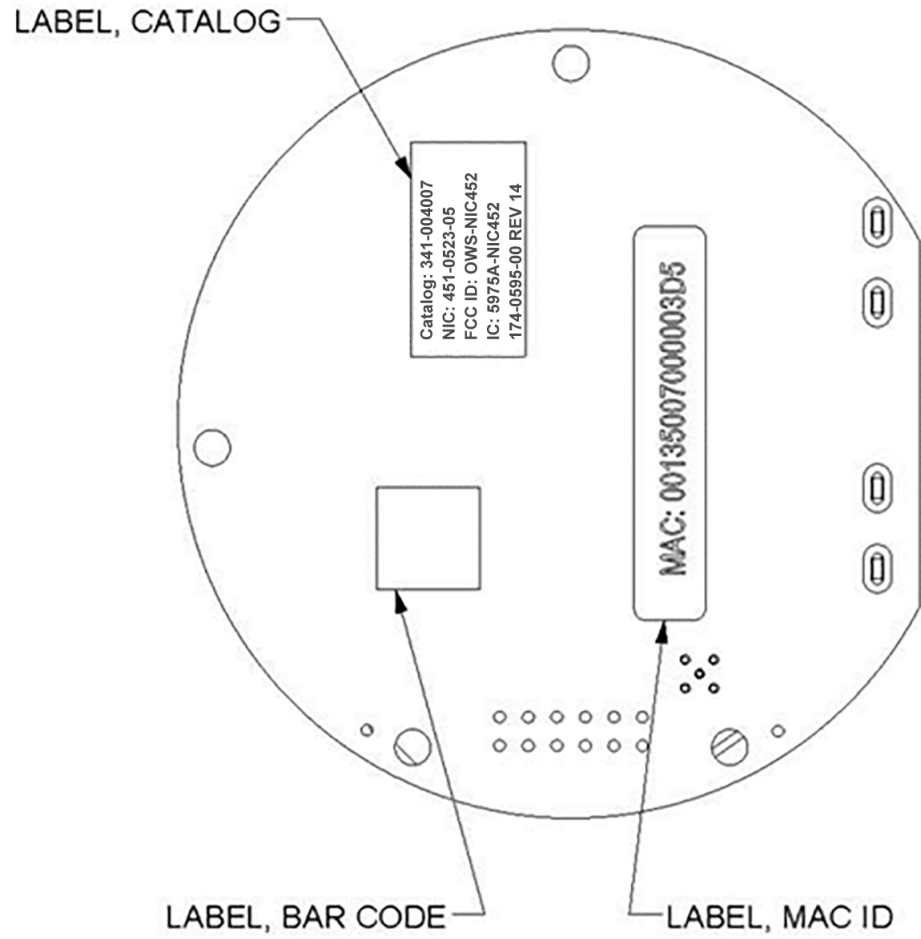 LABEL, CATALOG
Catalog: 341-004007
NIC: 451-0523-05
FCC ID: OWS-NIC452
IC: 5975A-NIC452
174-0595-00 REV 14
MAC: 00135007000003D5
LABEL, BAR CODE
LABEL, MAC ID